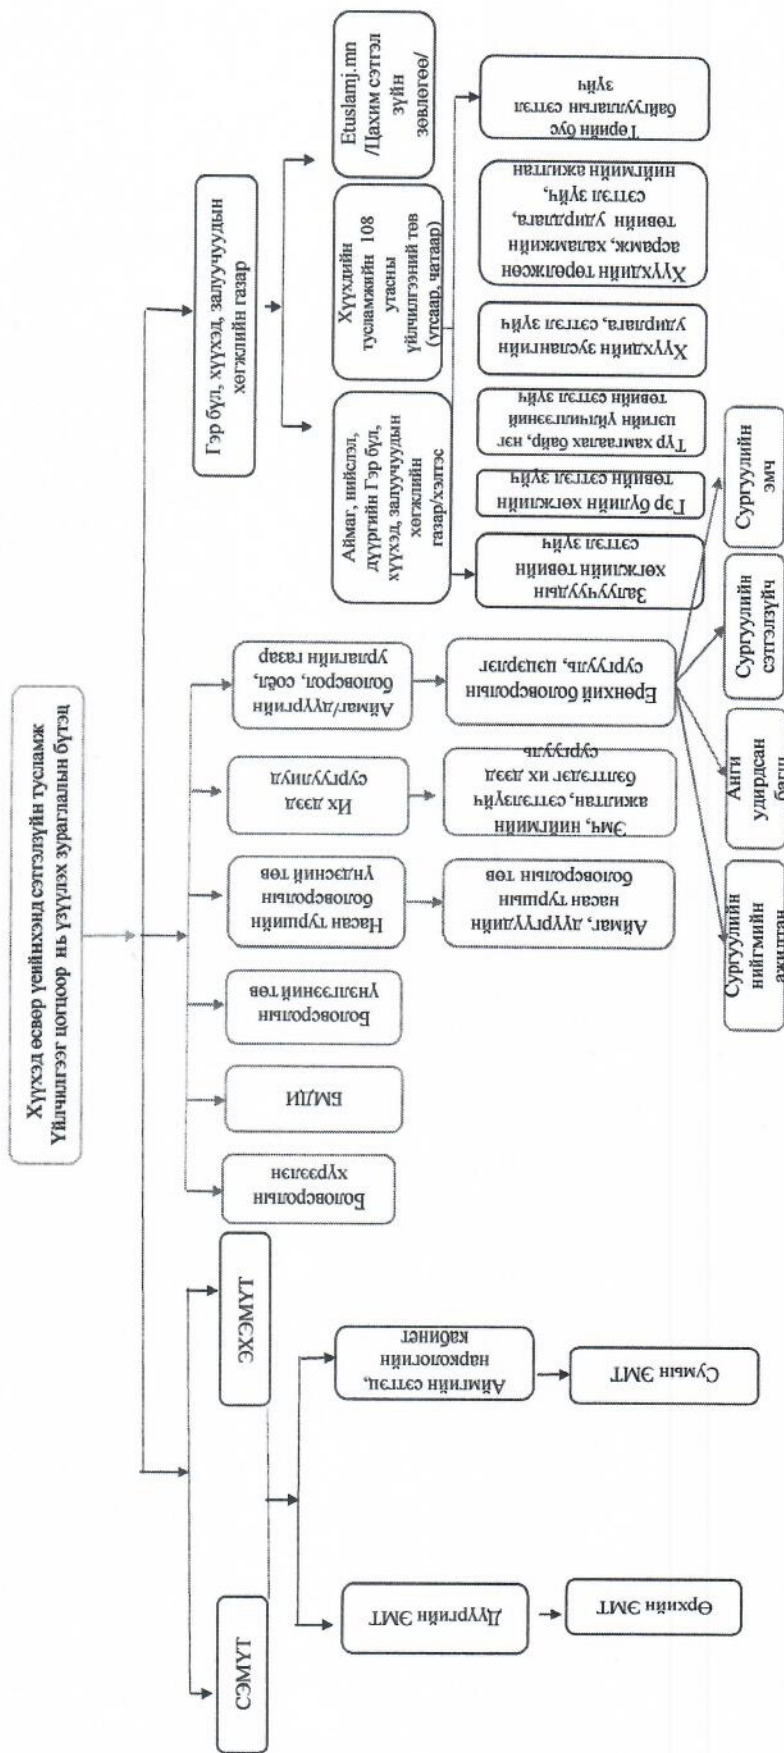 Хүүхэд өсвөр үсийнхэнд сэтгэлзүйн тусламж
Үйлчилгээг цогцоор нь үзүүлэх зураглалын бүтэц
СЭМҮТ
ЭХЭМҮТ
Дүүргийн ЭМТ
Өрхийн ЭМТ
Аймгийн сэтгэц,
наркологийн
кабинет
Сумын ЭМТ
Боловсролын
хүрээлэн
БМДИ
Боловсролын
үнэлгээний төв
Насан туршийн
боловсролын
үндэсний төв
Их дээд
сургуулиуд
Аймаг/дүүргийн
боловсрол, соёл,
урлагийн газар
Аймаг, дүүргүүдийн
насан туршын
боловсролын төв
Эмч, нийгмийн
ажилтан, сэтгэлзүйч
бэлтгэдэг их дээд
сургууль
Ерөнхий боловсролын
сургууль, цэцэрлэг
Сургуулийн
нийгмийн
ажилтан
Анги
удирдсан
багш
Сургуулийн
сэтгэлзүйч
Сургуулийн
эмч
Гэр бүл, хүүхэд, залуучуудын
хөгжлийн газар
Аймаг, нийслэл,
дүүргийн Гэр бүл,
хүүхэд, залуучуудын
хөгжлийн
газар/хэлтэс
Хүүхдийн
тусламжийн 108
утасны
үйлчилгээний төв
(утсаар, чатаар)
Etuslamj.mn
/Цахим сэтгэл
зүйн
зөвлөгөө/
Залуучуудын
хөгжлийн төвийн
сэтгэл зүйч
Гэр бүлийн хөгжлийн
төвийн сэтгэл зүйч
Түр хамгаалах байр, нэг
цэгийн үйлчилгээний
төвийн сэтгэл зүйч
Хүүхдийн зуслангийн
удирлага, сэтгэл зүйч
Хүүхдийн төрөлжсөн
асрамж, халамжийн
төвийн удирдлага,
сэтгэл зүйч,
нийгмийн ажилтан
Төрийн бус
байгууллагын сэтгэл
зүйч